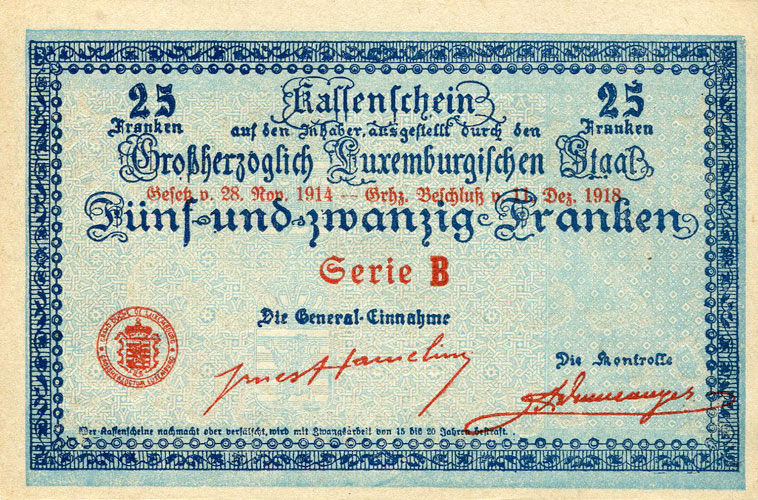 25 Kassenschein 25
Franken auf den Inhaber, ausgestellt durch den Franken
Großherzoglich Luxemburgischen Staat
Gesetz v. 28. Nov. 1914 -- Grhz. Beschluß v. 11. Dez. 1918
Fünf-und-zwanzig-Franken
Serie B
Die General-Einnahme
Die Kontrolle
Wer Kassenscheine nachmacht oder verfälscht, wird mit Zwangsarbeit von 15 bis 20 Jahren bestraft.